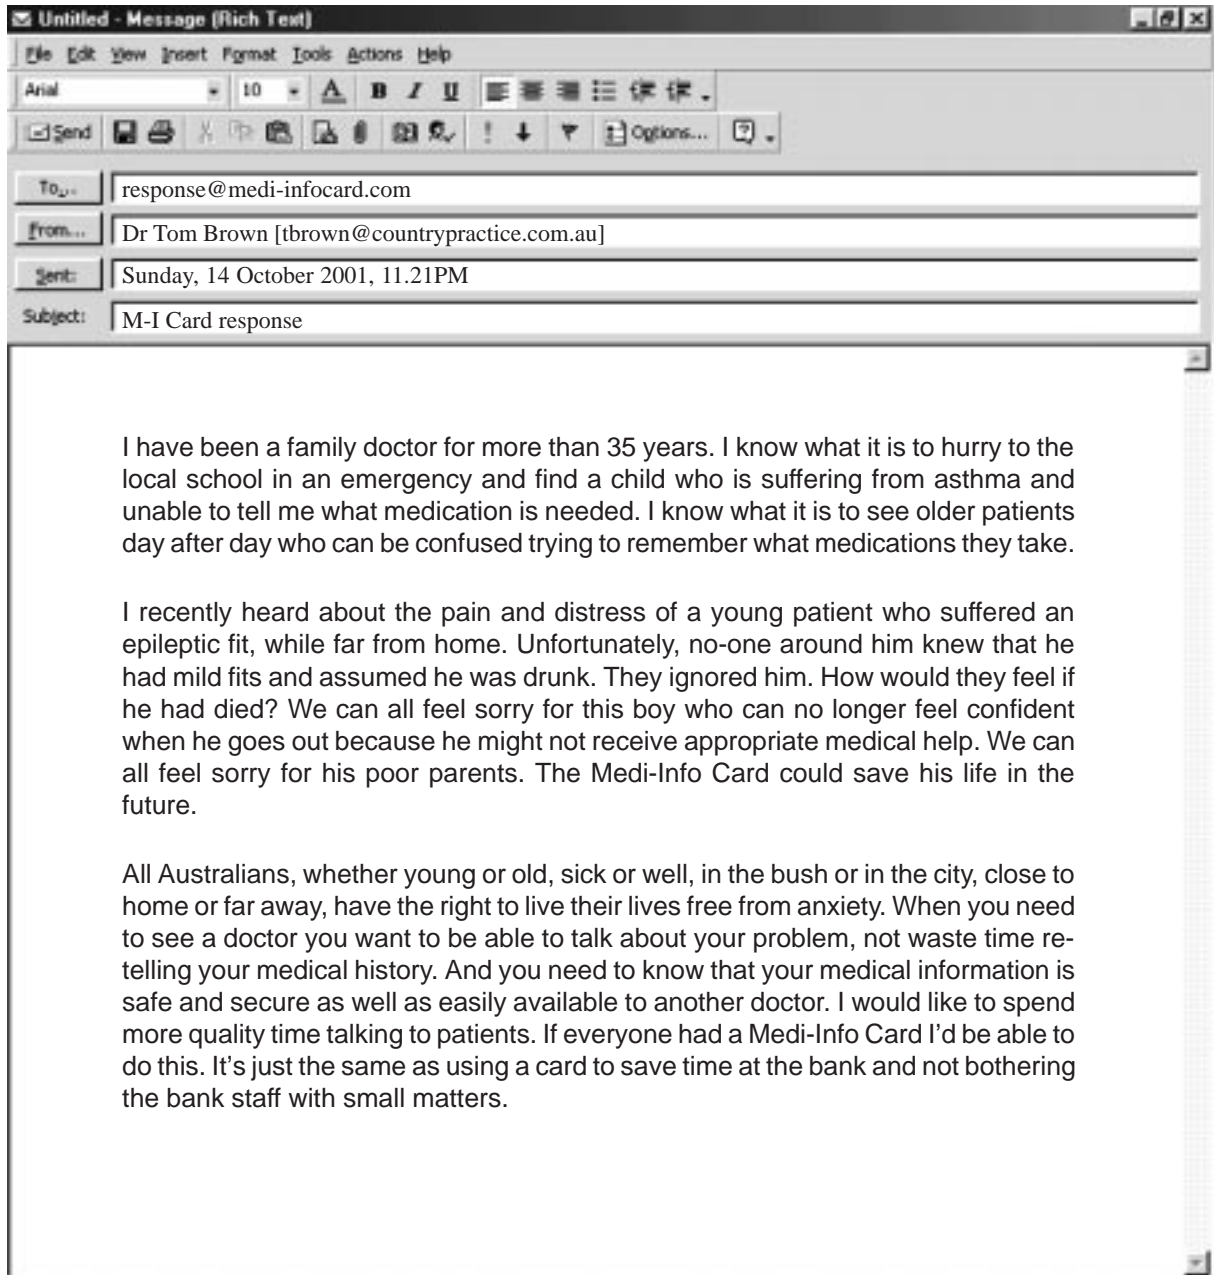 Untitled - Message (Rich Text)
File Edit View Insert Format Tools Actions Help
Arial 10 A B I U
Send Options...
To... response@medi-infocard.com
From... Dr Tom Brown [tbrown@countrypractice.com.au]
Sent: Sunday, 14 October 2001, 11.21PM
Subject: M-I Card response
I have been a family doctor for more than 35 years. I know what it is to hurry to the
local school in an emergency and find a child who is suffering from asthma and
unable to tell me what medication is needed. I know what it is to see older patients
day after day who can be confused trying to remember what medications they take.
I recently heard about the pain and distress of a young patient who suffered an
epileptic fit, while far from home. Unfortunately, no-one around him knew that he
had mild fits and assumed he was drunk. They ignored him. How would they feel if
he had died? We can all feel sorry for this boy who can no longer feel confident
when he goes out because he might not receive appropriate medical help. We can
all feel sorry for his poor parents. The Medi-Info Card could save his life in the
future.
All Australians, whether young or old, sick or well, in the bush or in the city, close to
home or far away, have the right to live their lives free from anxiety. When you need
to see a doctor you want to be able to talk about your problem, not waste time re-
telling your medical history. And you need to know that your medical information is
safe and secure as well as easily available to another doctor. I would like to spend
more quality time talking to patients. If everyone had a Medi-Info Card I'd be able to
do this. It's just the same as using a card to save time at the bank and not bothering
the bank staff with small matters.